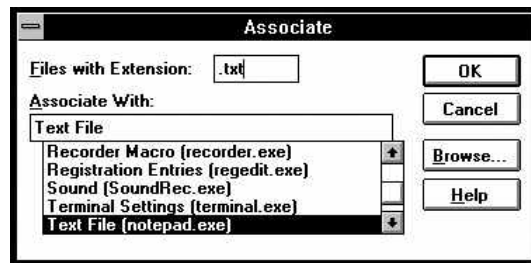 Associate
Files with Extension: .txt
OK
Associate With:
Cancel
Text File
Recorder Macro (recorder.exe)
Registration Entries (regedit.exe)
Browse...
Sound (SoundRec.exe)
Terminal Settings (terminal.exe)
Help
Text File (notepad.exe)